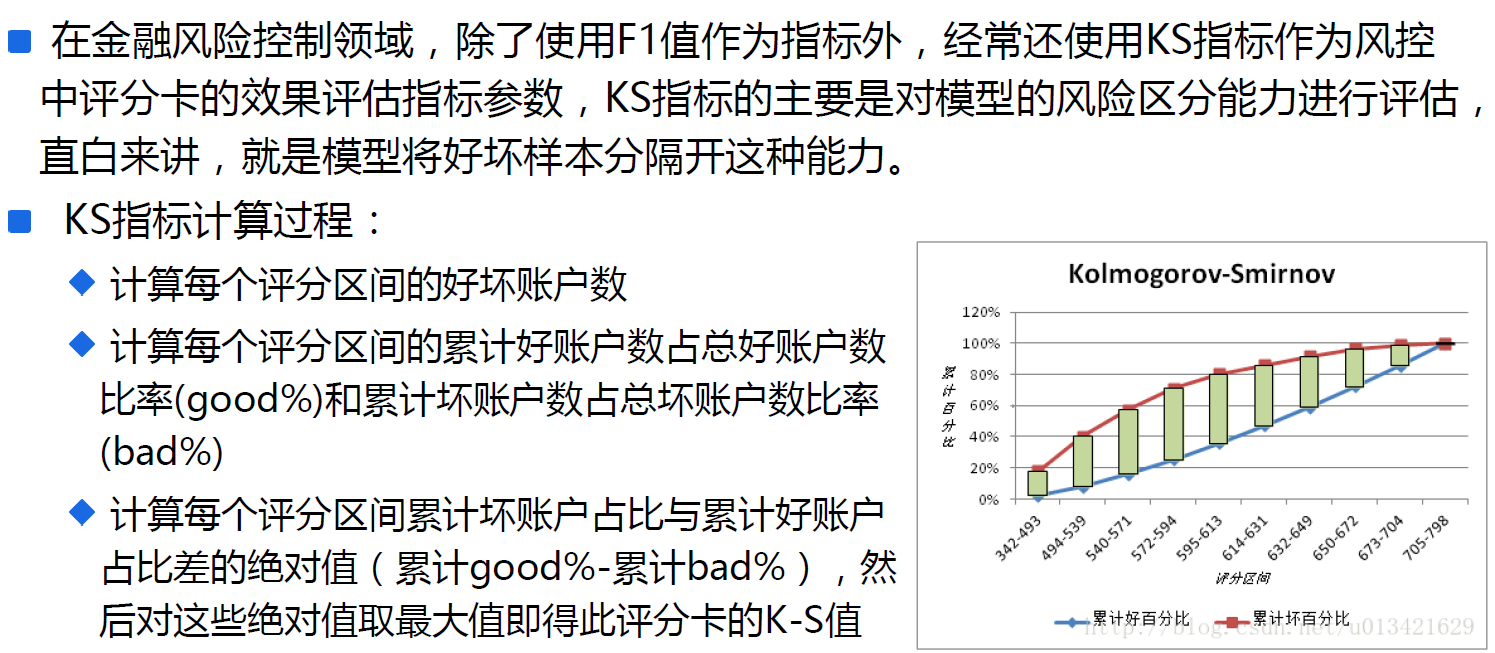 在金融风险控制领域，除了使用F1值作为指标外，经常还使用KS指标作为风控
中评分卡的效果评估指标参数，KS指标的主要是对模型的风险区分能力进行评估，
直白来讲，就是模型将好坏样本分隔开这种能力。
KS指标计算过程：
计算每个评分区间的好坏账户数
计算每个评分区间的累计好账户数占总好账户数
比率(good%)和累计坏账户数占总坏账户数比率
(bad%)
计算每个评分区间累计坏账户占比与累计好账户
占比差的绝对值（累计good%-累计bad%），然
后对这些绝对值取最大值即得此评分卡的K-S值
Kolmogorov-Smirnov
120%
100%
80%
60%
40%
20%
0%
累计百分比
342-493
494-539
540-571
572-594
595-613
614-631
632-649
650-672
673-704
705-798
评分区间
累计好百分比
累计坏百分比
http://blog.csdn.net/u013421629